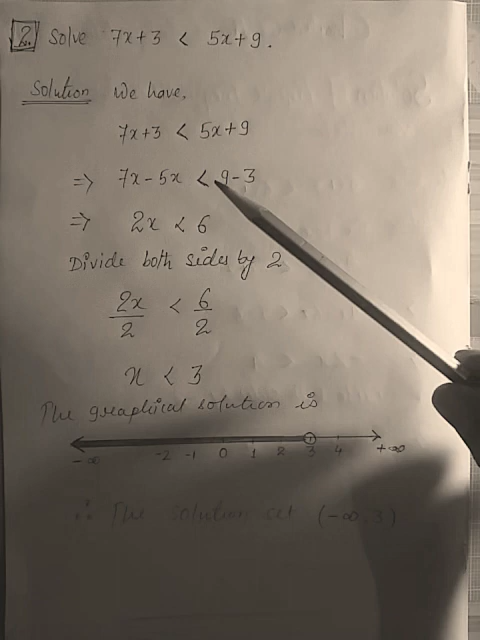 2. Solve 7x+3 < 5x+9.
Solution We have,
7x+3 < 5x+9
=> 7x-5x < 9-3
=> 2x < 6
Divide both sides by 2
2x/2 < 6/2
x < 3
The graphical solution is
-∞ -2 -1 0 1 2 3 4 +∞
∴ The solution set (-∞, 3)